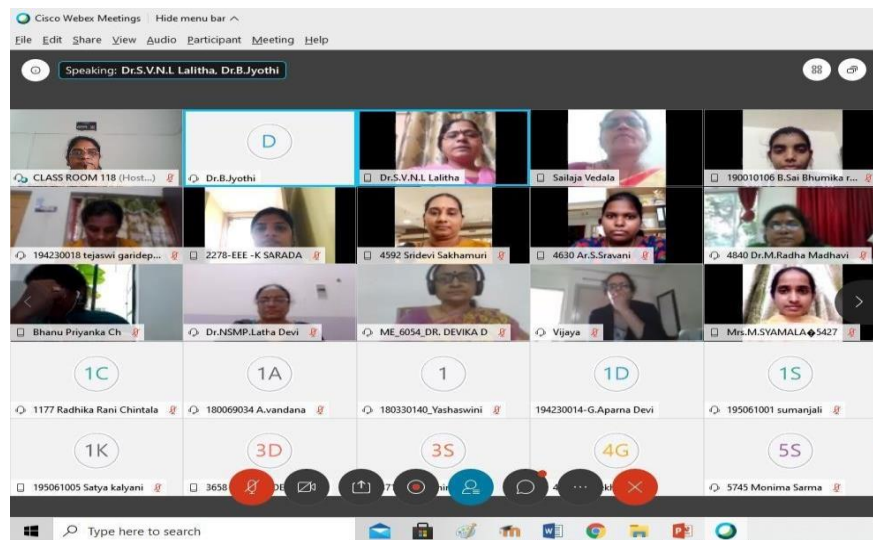 Cisco Webex Meetings Hide menu bar
File Edit Share View Audio Participant Meeting Help
Speaking: Dr.S.V.N.L Lalitha, Dr.B.Jyothi
CLASS ROOM 118 (Host...)
D
Dr.B.Jyothi
Dr.S.V.N.L Lalitha
Sailaja Vedala
190010106 B.Sai Bhumika r...
194230018 tejaswi garidep...
2278-EEE -K SARADA
4592 Sridevi Sakhamuri
4630 Ar.S.Sravani
4840 Dr.M.Radha Madhavi
Bhanu Priyanka Ch
Dr.NSMP.Latha Devi
ME_6054_DR. DEVIKA D
Vijaya
Mrs.M.SYAMALA�5427
1C 1A 1 1D 1S
1177 Radhika Rani Chintala
180069034 A.vandana
180330140_Yashaswini
194230014-G.Aparna Devi
195061001 sumanjali
1K 3D 3S 4G 5S
195061005 Satya kalyani
3658
5745 Monima Sarma
Type here to search